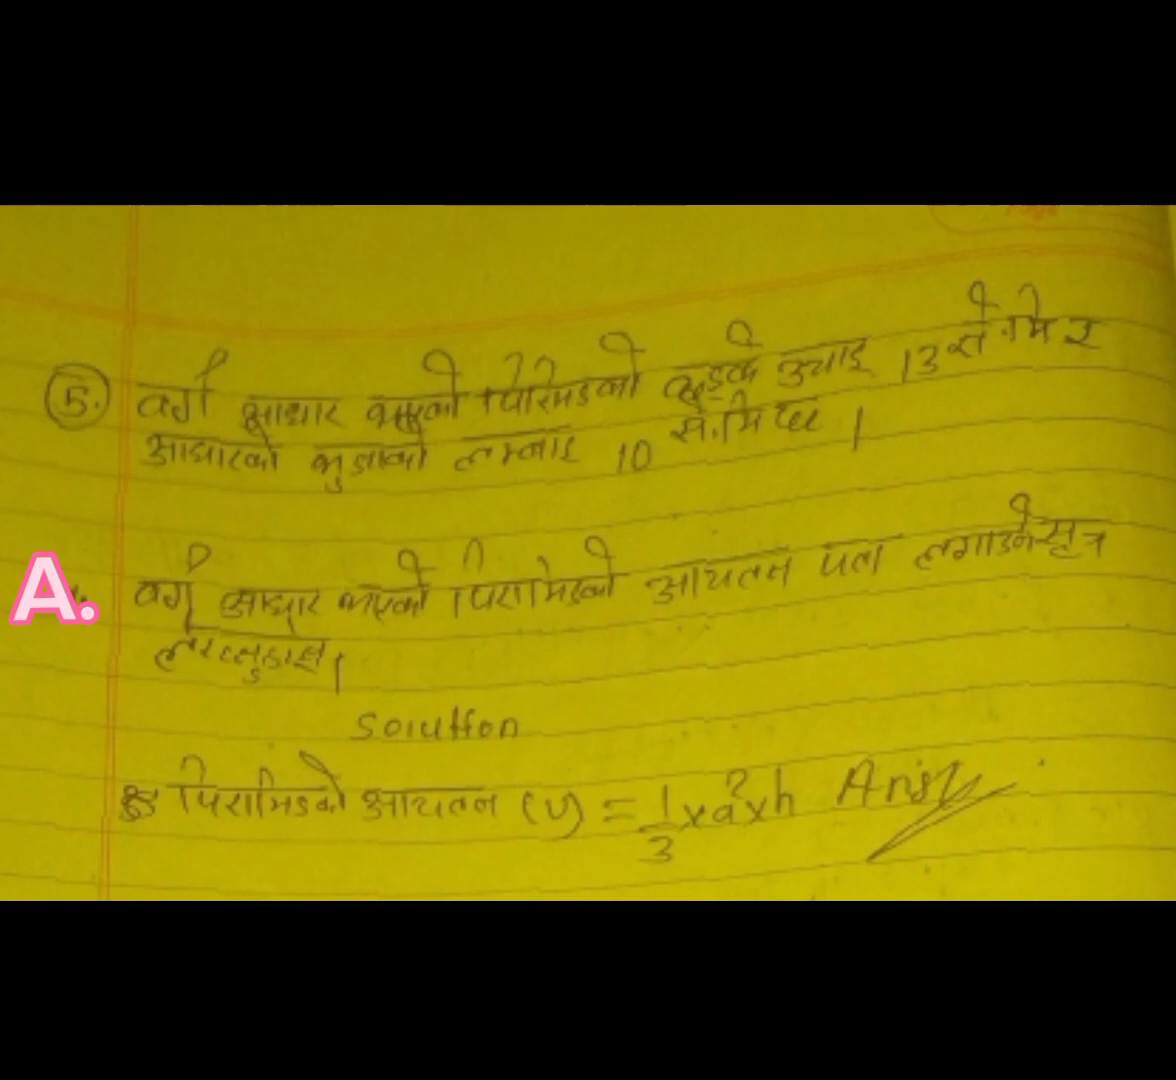 5. वर्ग आधार भएको पिरामिडको छड्के उचाइ 13 से.मि र
आधारको भुजाको लम्बाइ 10 से.मि छ।
A. वर्ग आधार भएको पिरामिडको आयतन पत्ता लगाउने सूत्र
लेख्नुहोस्।
Solution
पिरामिडको आयतन (v) = 1/3 × a² × h Ans